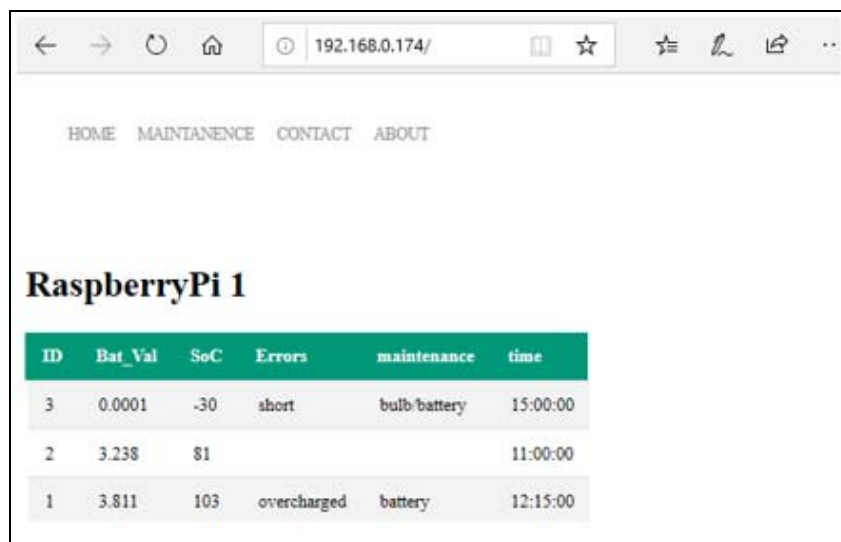 192.168.0.174/
HOME MAINTANENCE CONTACT ABOUT
RaspberryPi 1
ID Bat_Val SoC Errors maintenance time
3 0.0001 -30 short bulb/battery 15:00:00
2 3.238 81 11:00:00
1 3.811 103 overcharged battery 12:15:00